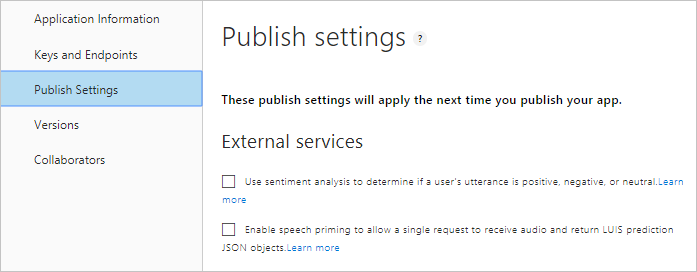 Application Information
Keys and Endpoints
Publish Settings
Versions
Collaborators
Publish settings ?
These publish settings will apply the next time you publish your app.
External services
Use sentiment analysis to determine if a user's utterance is positive, negative, or neutral.Learn
more
Enable speech priming to allow a single request to receive audio and return LUIS prediction
JSON objects.Learn more